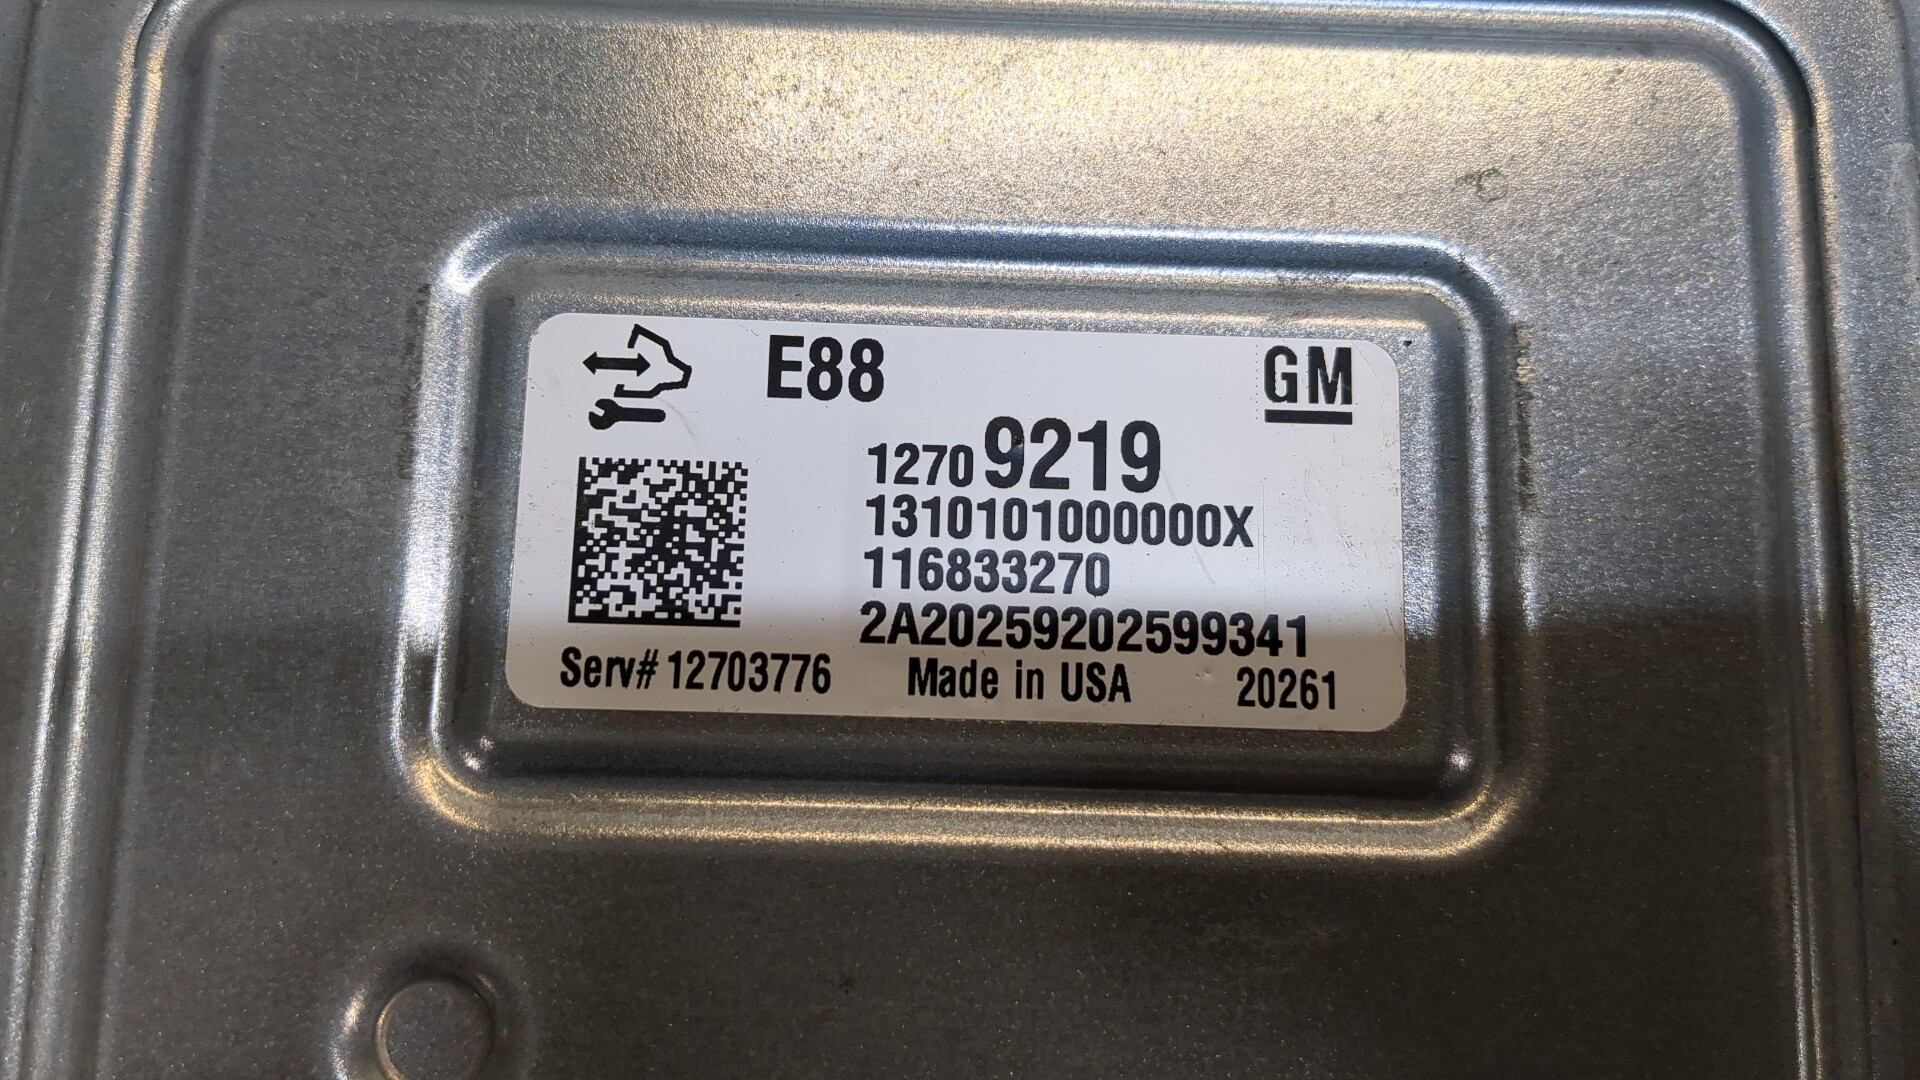 E88
GM
12709219
1310101000000X
116833270
2A20259202599341
Serv# 12703776 Made in USA 20261